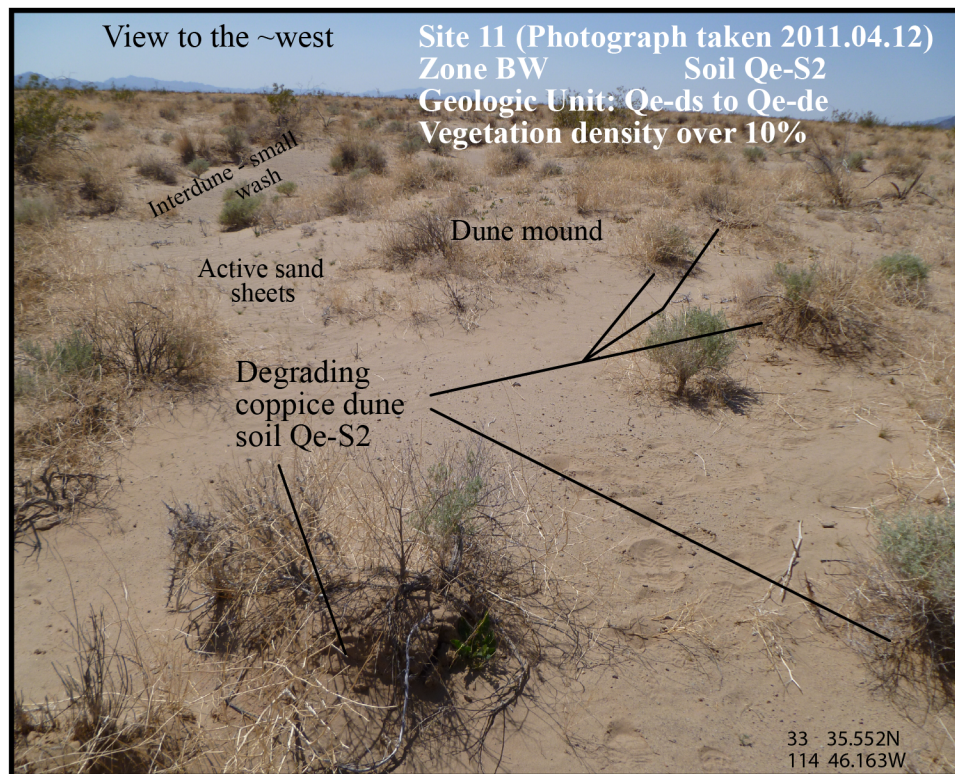 View to the ~west
Site 11 (Photograph taken 2011.04.12)
Zone BW Soil Qe-S2
Geologic Unit: Qe-ds to Qe-de
Vegetation density over 10%
Interdune - small
wash
Dune mound
Active sand
sheets
Degrading
coppice dune
soil Qe-S2
33 35.552N
114 46.163W